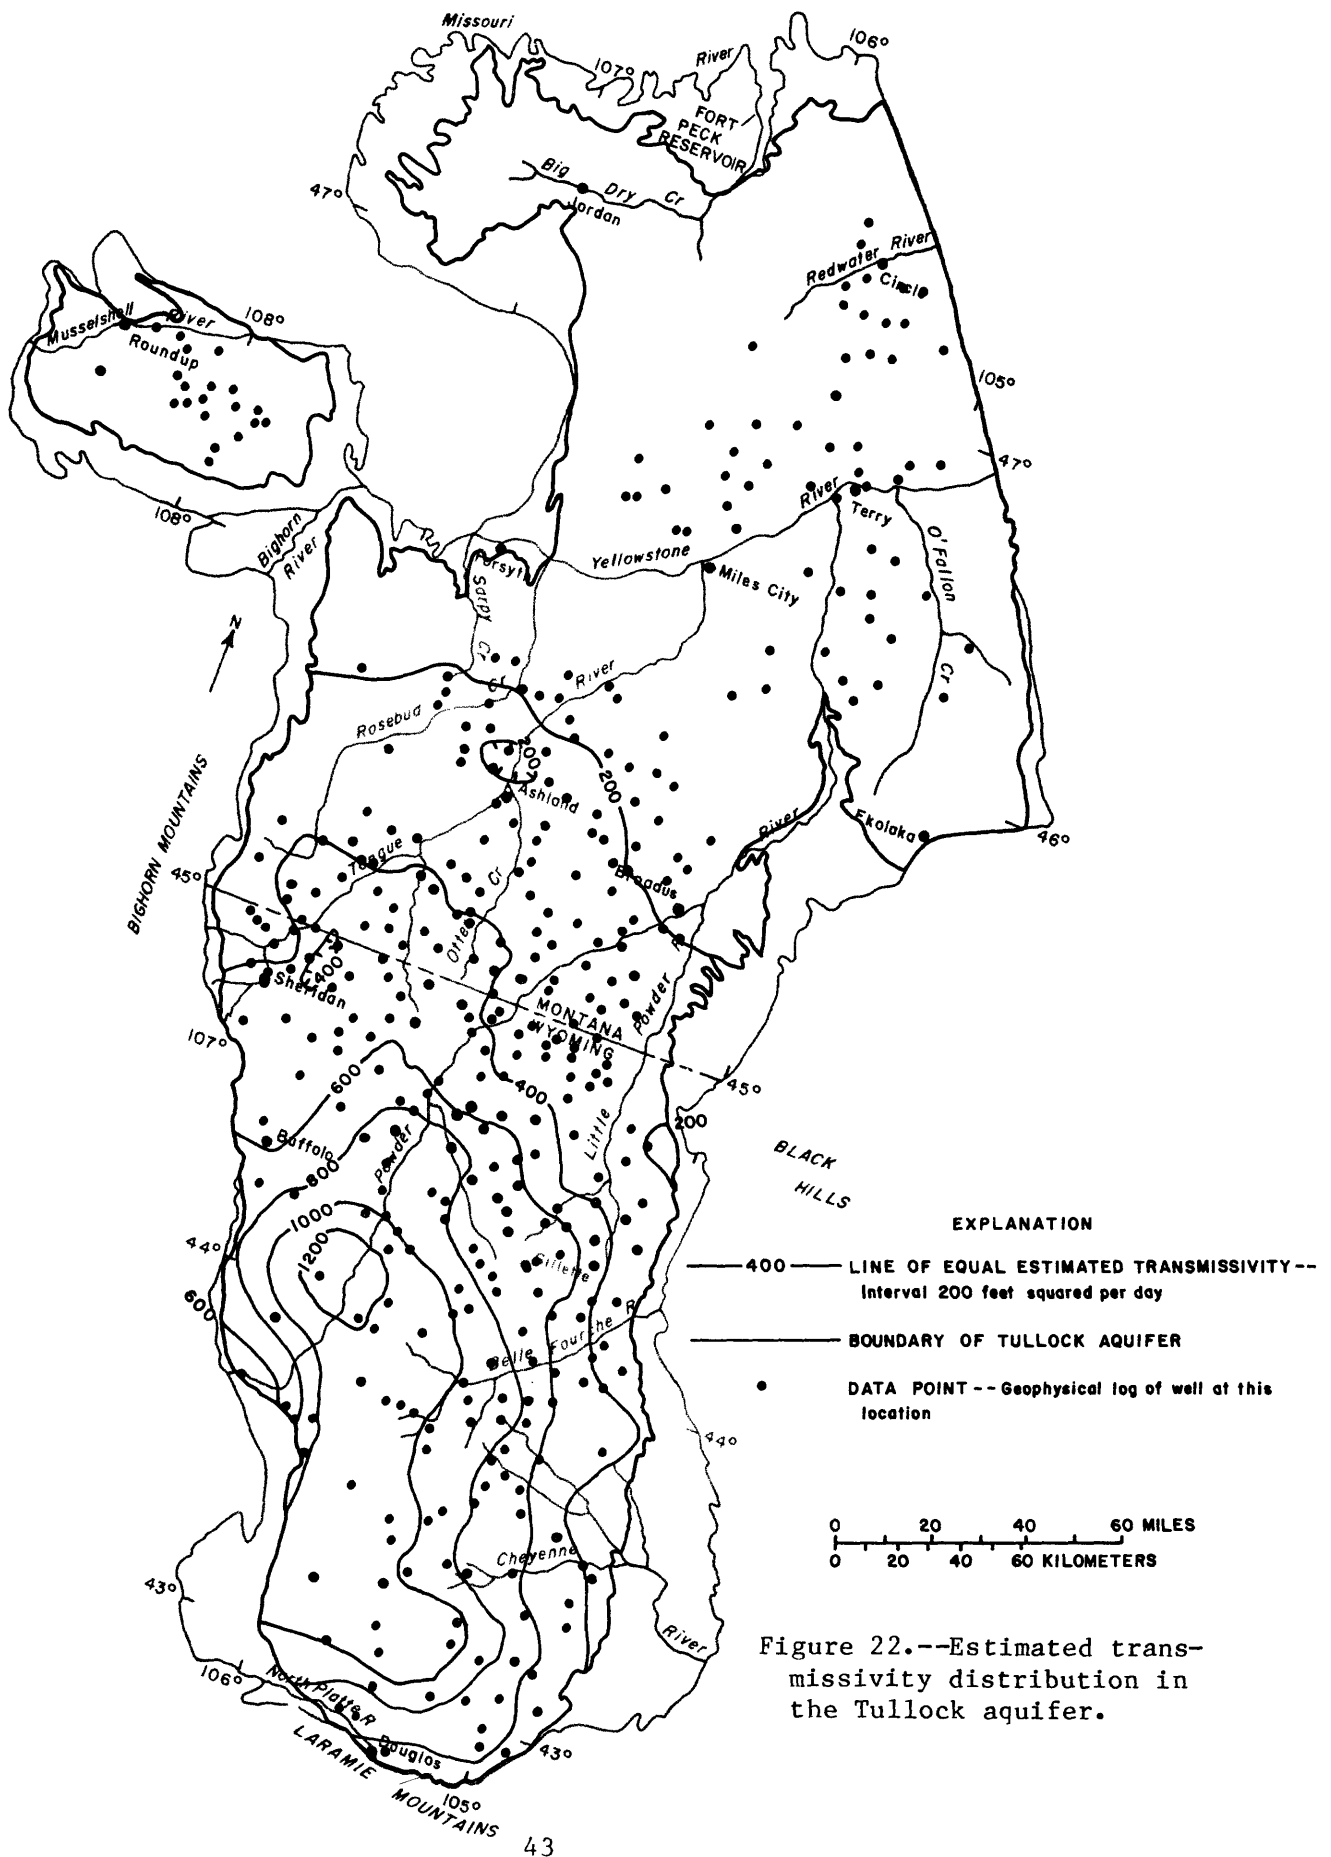 Missouri
River
107°
106°
FORT
PECK
RESERVOIR
Big Dry Cr
Jordan
47°
Redwater River
Circle
Musselshell River
108°
Roundup
105°
47°
108°
Bighorn
River
R
Forsyth
Yellowstone
River
Terry
Miles City
O'Fallon
Cr
Sarpy
Cr
N
Cr
River
Rosebud
200
200
Ashland
BIGHORN MOUNTAINS
River
Ekalaka
46°
Tongue
45°
Cr
Broadus
Otter
R
400
Sheridan
MONTANA
WYOMING
Powder
107°
45°
600
400
200
Little
Buffalo
Powder
BLACK
HILLS
800
1000
1200
44°
Gillette
600
Belle Fourche R
EXPLANATION
400 LINE OF EQUAL ESTIMATED TRANSMISSIVITY--
Interval 200 feet squared per day
BOUNDARY OF TULLOCK AQUIFER
DATA POINT--Geophysical log of well at this
location
44°
0 20 40 60 MILES
0 20 40 60 KILOMETERS
Cheyenne
43°
River
106°
North Platte R
Douglas
43°
LARAMIE
MOUNTAINS
105°
Figure 22.--Estimated trans-
missivity distribution in
the Tullock aquifer.
43